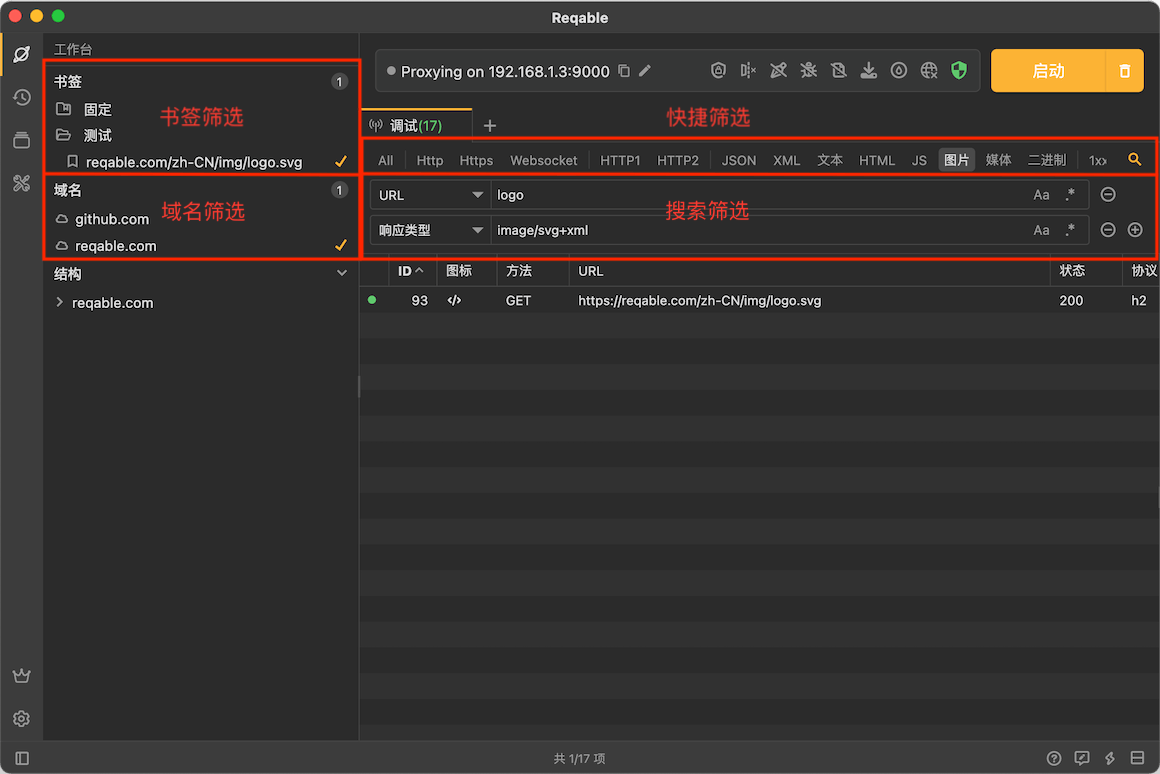 Reqable
工作台
Proxying on 192.168.1.3:9000
启动
书签 1
固定
测试
reqable.com/zh-CN/img/logo.svg
书签筛选
域名 1
github.com
reqable.com
域名筛选
结构
reqable.com
调试(17)
快捷筛选
All Http Https Websocket HTTP1 HTTP2 JSON XML 文本 HTML JS 图片 媒体 二进制 1xx
URL logo Aa .*
搜索筛选
响应类型 image/svg+xml Aa .*
ID 图标 方法 URL 状态 协议
93 </> GET https://reqable.com/zh-CN/img/logo.svg 200 h2
共 1/17 项